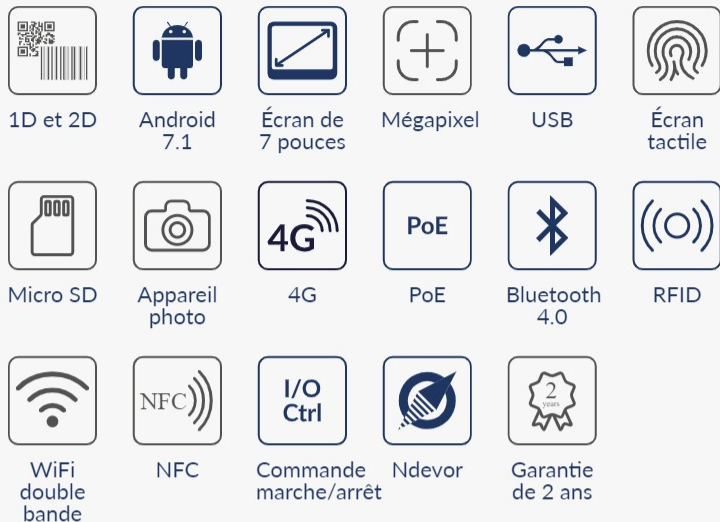 1D et 2D
Android
7.1
Écran de
7 pouces
Mégapixel
USB
Écran
tactile
4G
PoE
Micro SD
Appareil
photo
4G
PoE
Bluetooth
4.0
RFID
NFC
I/O
Ctrl
2
years
WiFi
double
bande
NFC
Commande
marche/arrêt
Ndevor
Garantie
de 2 ans